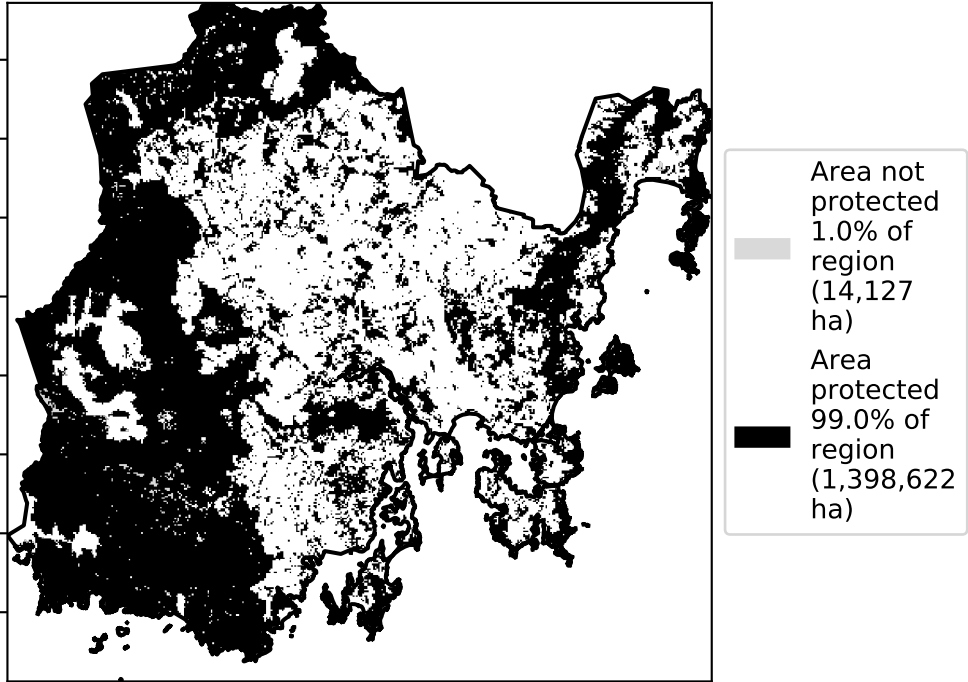 Area not
protected
1.0% of
region
(14,127
ha)
Area
protected
99.0% of
region
(1,398,622
ha)